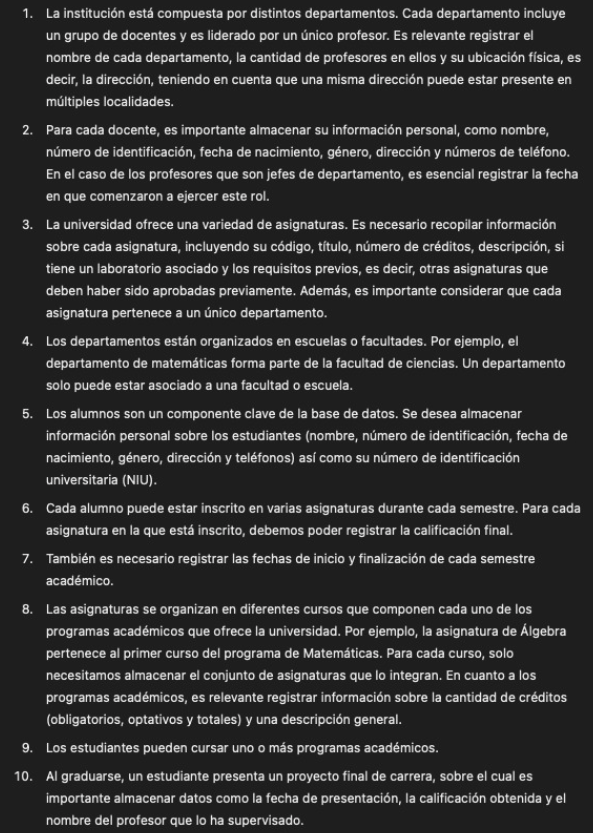 1. La institución está compuesta por distintos departamentos. Cada departamento incluye
un grupo de docentes y es liderado por un único profesor. Es relevante registrar el
nombre de cada departamento, la cantidad de profesores en ellos y su ubicación física, es
decir, la dirección, teniendo en cuenta que una misma dirección puede estar presente en
múltiples localidades.
2. Para cada docente, es importante almacenar su información personal, como nombre,
número de identificación, fecha de nacimiento, género, dirección y números de teléfono.
En el caso de los profesores que son jefes de departamento, es esencial registrar la fecha
en que comenzaron a ejercer este rol.
3. La universidad ofrece una variedad de asignaturas. Es necesario recopilar información
sobre cada asignatura, incluyendo su código, título, número de créditos, descripción, si
tiene un laboratorio asociado y los requisitos previos, es decir, otras asignaturas que
deben haber sido aprobadas previamente. Además, es importante considerar que cada
asignatura pertenece a un único departamento.
4. Los departamentos están organizados en escuelas o facultades. Por ejemplo, el
departamento de matemáticas forma parte de la facultad de ciencias. Un departamento
solo puede estar asociado a una facultad o escuela.
5. Los alumnos son un componente clave de la base de datos. Se desea almacenar
información personal sobre los estudiantes (nombre, número de identificación, fecha de
nacimiento, género, dirección y teléfonos) así como su número de identificación
universitaria (NIU).
6. Cada alumno puede estar inscrito en varias asignaturas durante cada semestre. Para cada
asignatura en la que está inscrito, debemos poder registrar la calificación final.
7. También es necesario registrar las fechas de inicio y finalización de cada semestre
académico.
8. Las asignaturas se organizan en diferentes cursos que componen cada uno de los
programas académicos que ofrece la universidad. Por ejemplo, la asignatura de Álgebra
pertenece al primer curso del programa de Matemáticas. Para cada curso, solo
necesitamos almacenar el conjunto de asignaturas que lo integran. En cuanto a los
programas académicos, es relevante registrar información sobre la cantidad de créditos
(obligatorios, optativos y totales) y una descripción general.
9. Los estudiantes pueden cursar uno o más programas académicos.
10. Al graduarse, un estudiante presenta un proyecto final de carrera, sobre el cual es
importante almacenar datos como la fecha de presentación, la calificación obtenida y el
nombre del profesor que lo ha supervisado.